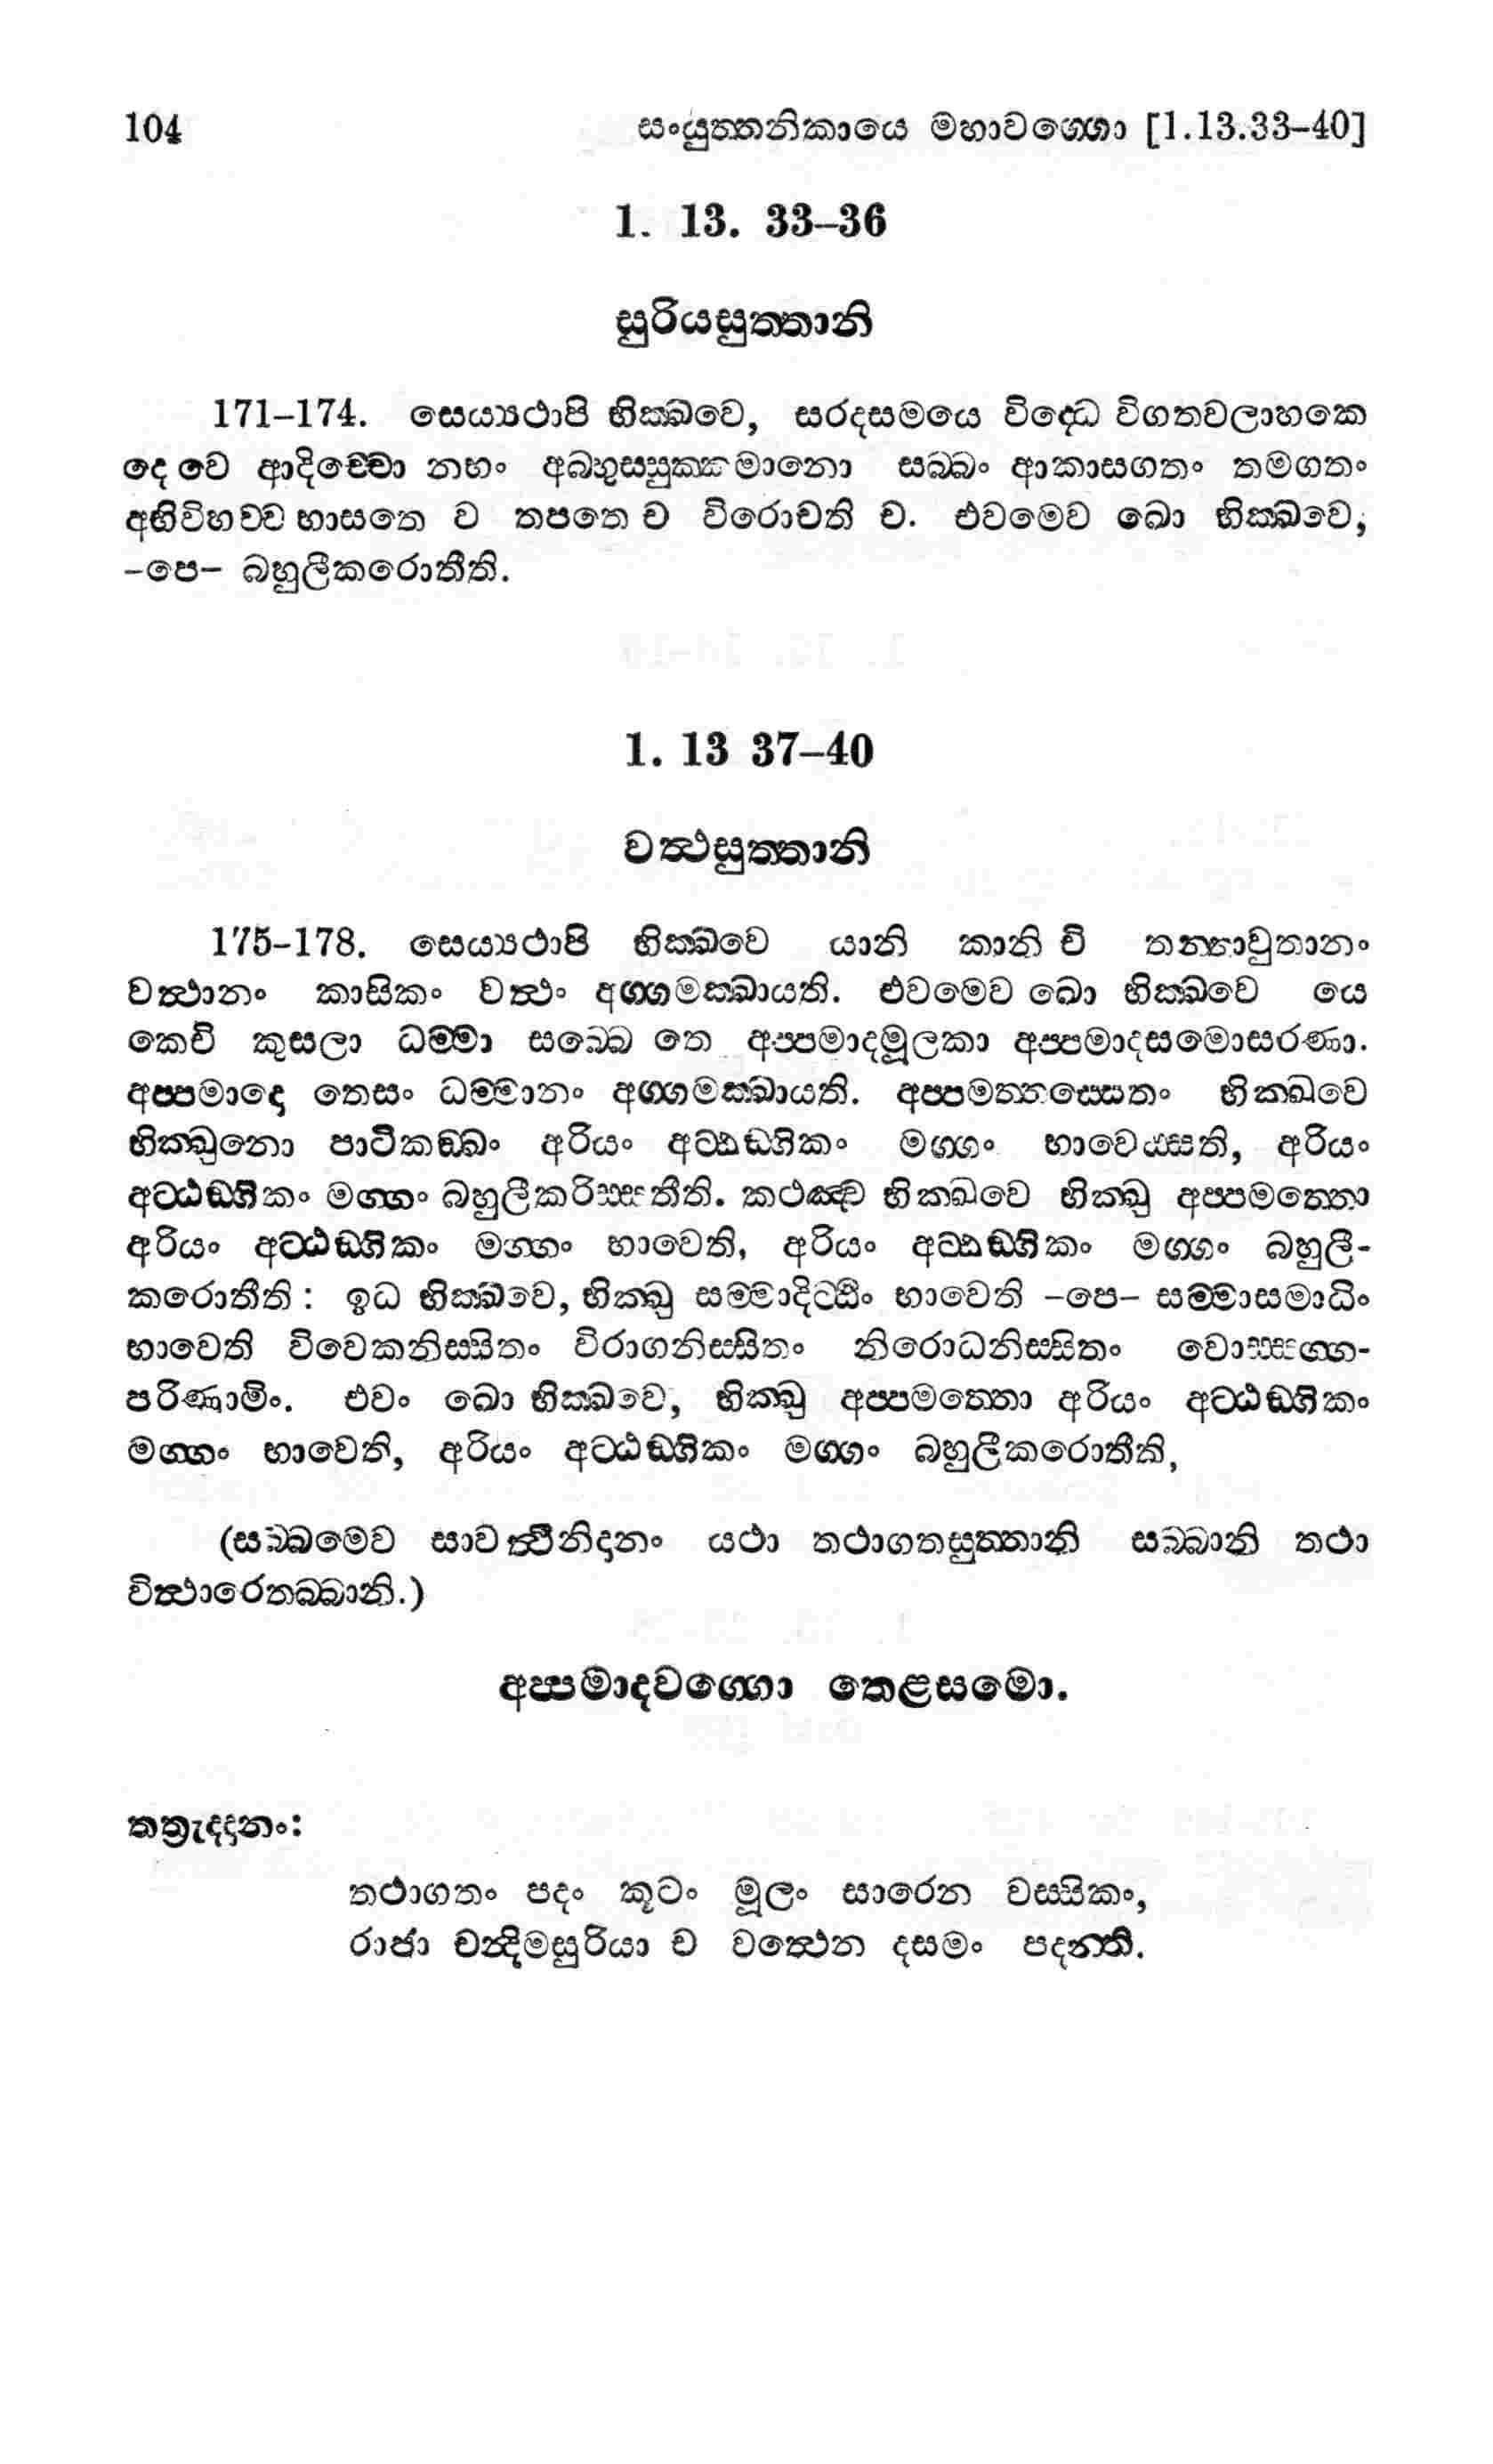 104 සංයුත්තනිකායෙ මහාවග්ගො [1.13.33–40]
1. 13. 33–36
සුරියසුත්තානි
171–174. සෙය්‍යථාපි භික්ඛවෙ, සරදසමයෙ විද්ධෙ විගතවලාහකෙ
දෙවෙ ආදිච්චො නභං අබහුස්සුක්කමානො සබ්බං ආකාසගතං තමගතං
අභිවිහච්ච භාසතෙ ච තපතෙ ච විරොචති ච. එවමෙව ඛො භික්ඛවෙ,
–පෙ– බහුලීකරොතීති.
1. 13 37–40
වත්ථසුත්තානි
175–178. සෙය්‍යථාපි භික්ඛවෙ යානි කානි චි තන්තාවුතානං
වත්ථානං කාසිකං වත්ථං අග්ගමක්ඛායති. එවමෙව ඛො භික්ඛවෙ යෙ
කෙචි කුසලා ධම්මා සබ්බෙ තෙ අප්පමාදමූලකා අප්පමාදසමොසරණා.
අප්පමාදො තෙසං ධම්මානං අග්ගමක්ඛායති. අප්පමත්තස්සෙතං භික්ඛවෙ
භික්ඛුනො පාටිකඞ්ඛං අරියං අට්ඨඞ්ගිකං මග්ගං භාවෙය්‍යසති, අරියං
අට්ඨඞ්ගිකං මග්ගං බහුලීකරිස්සතීති. කථඤ්ච භික්ඛවෙ භික්ඛු අප්පමත්තො
අරියං අට්ඨඞ්ගිකං මග්ගං භාවෙති, අරියං අට්ඨඞ්ගිකං මග්ගං බහුලී-
කරොතීති: ඉධ භික්ඛවෙ, භික්ඛු සම්මාදිට්ඨිං භාවෙති –පෙ– සම්මාසමාධිං
භාවෙති විවෙකනිස්සිතං විරාගනිස්සිතං නිරොධනිස්සිතං වොස්සග්ග-
පරිණාමිං. එවං ඛො භික්ඛවෙ, භික්ඛු අප්පමත්තො අරියං අට්ඨඞ්ගිකං
මග්ගං භාවෙති, අරියං අට්ඨඞ්ගිකං මග්ගං බහුලීකරොතීති,
(සබ්බමෙව සාවත්ථිනිදානං යථා තථාගතසුත්තානි සබ්බානි තථා
විත්ථාරෙතබ්බානි.)
අප්පමාදවග්ගො තෙළසමො.
තත්‍රැද්දානං:
තථාගතං පදං කූටං මූලං සාරෙන වස්සිකං,
රාජා චන්දිමසුරියා ච වත්ථෙන දසමං පදන්ති.